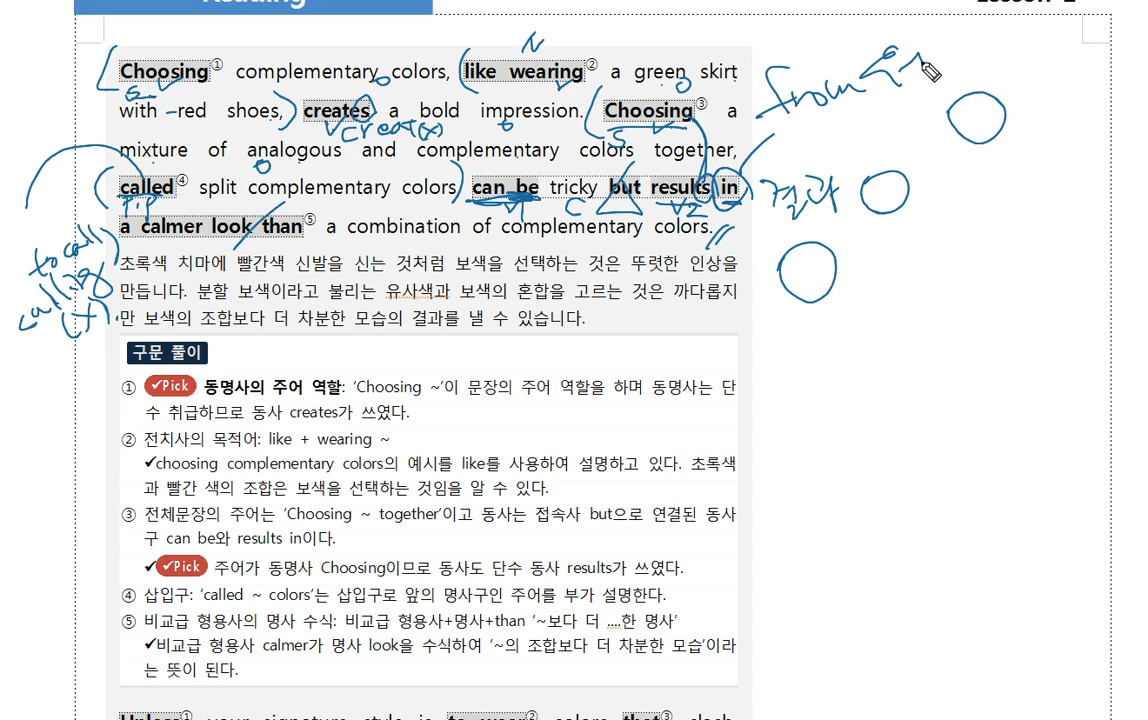 Choosing① complementary colors, like wearing② a green skirt
with red shoes, creates a bold impression. Choosing③ a
mixture of analogous and complementary colors together,
called④ split complementary colors, can be tricky but results in
a calmer look than⑤ a combination of complementary colors.
N
S
V
creat(x)
o
S
p.p
C
V2
from 원인
결과
to call
calling
(x)
초록색 치마에 빨간색 신발을 신는 것처럼 보색을 선택하는 것은 뚜렷한 인상을
만듭니다. 분할 보색이라고 불리는 유사색과 보색의 혼합을 고르는 것은 까다롭지
만 보색의 조합보다 더 차분한 모습의 결과를 낼 수 있습니다.
구문 풀이
① ✔Pick 동명사의 주어 역할: ‘Choosing ~’이 문장의 주어 역할을 하며 동명사는 단
수 취급하므로 동사 creates가 쓰였다.
② 전치사의 목적어: like + wearing ~
✔choosing complementary colors의 예시를 like를 사용하여 설명하고 있다. 초록색
과 빨간 색의 조합은 보색을 선택하는 것임을 알 수 있다.
③ 전체문장의 주어는 ‘Choosing ~ together’이고 동사는 접속사 but으로 연결된 동사
구 can be와 results in이다.
✔✔Pick 주어가 동명사 Choosing이므로 동사도 단수 동사 results가 쓰였다.
④ 삽입구: ‘called ~ colors’는 삽입구로 앞의 명사구인 주어를 부가 설명한다.
⑤ 비교급 형용사의 명사 수식: 비교급 형용사+명사+than ‘~보다 더 ....한 명사’
✔비교급 형용사 calmer가 명사 look을 수식하여 ‘~의 조합보다 더 차분한 모습’이라
는 뜻이 된다.